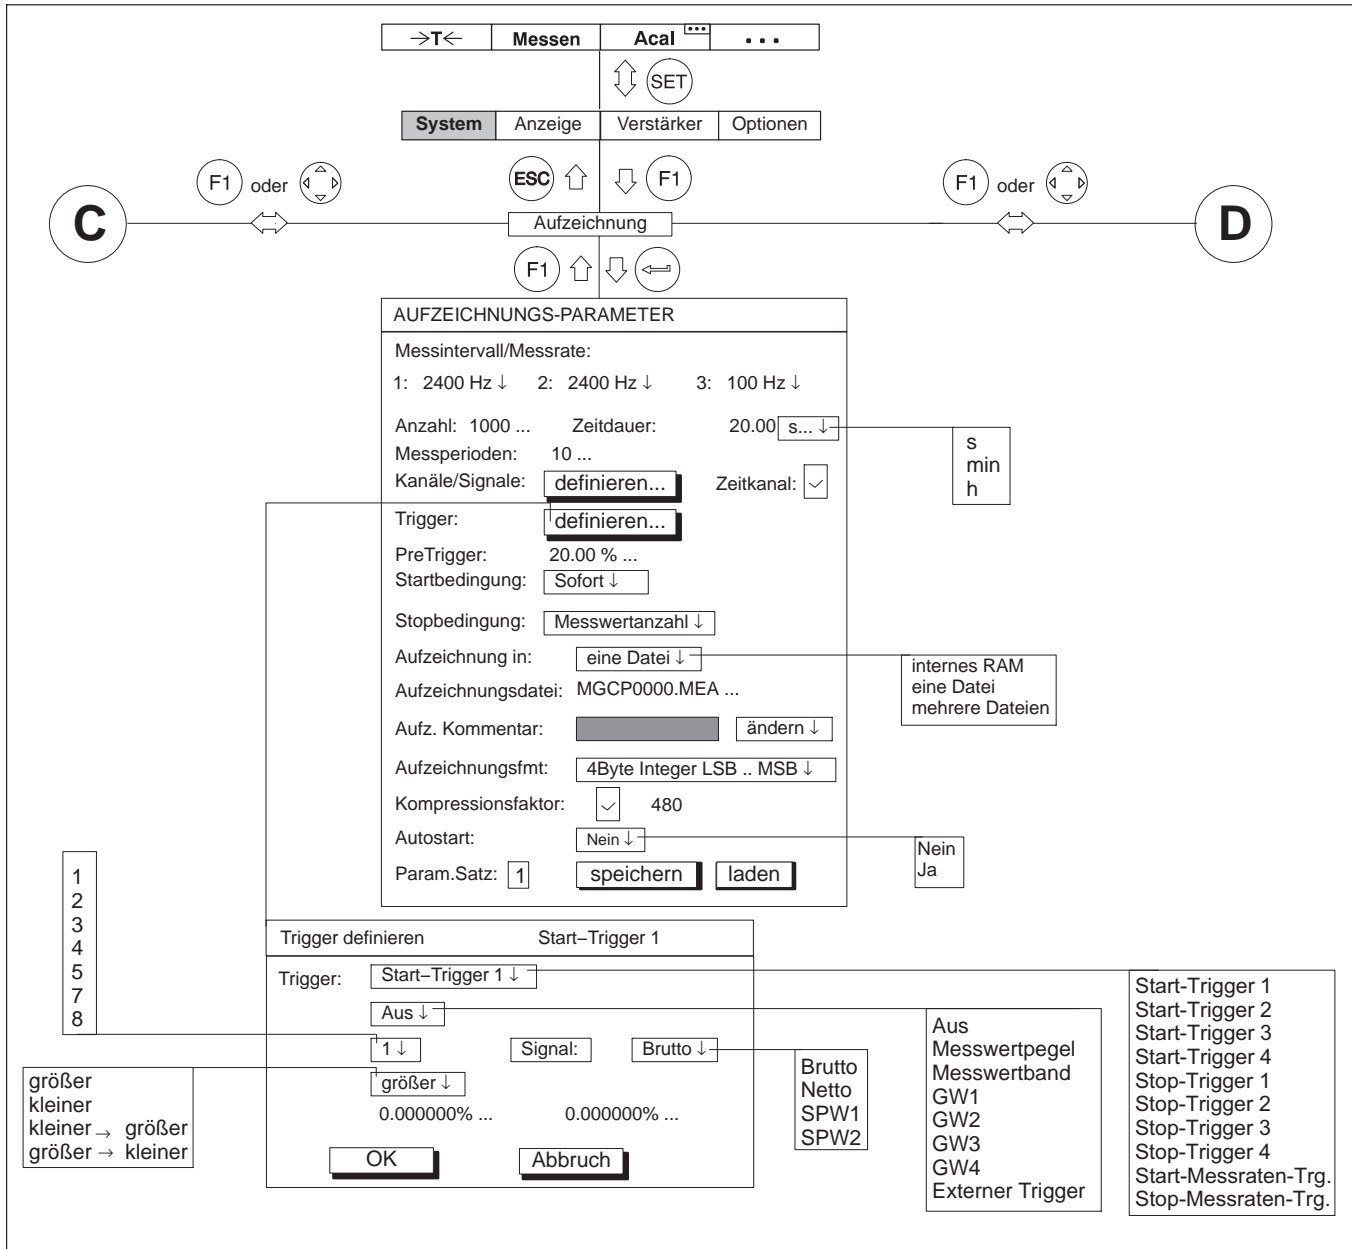 →T← Messen Acal ... ...
SET
System Anzeige Verstärker Optionen
F1 oder ESC F1 F1 oder
C Aufzeichnung D
F1
AUFZEICHNUNGS-PARAMETER
Messintervall/Messrate:
1: 2400 Hz ↓ 2: 2400 Hz ↓ 3: 100 Hz ↓
Anzahl: 1000 ... Zeitdauer: 20.00 s... ↓
s
min
h
Messperioden: 10 ...
Kanäle/Signale: definieren... Zeitkanal: ✓
Trigger: definieren...
PreTrigger: 20.00 % ...
Startbedingung: Sofort ↓
Stopbedingung: Messwertanzahl ↓
Aufzeichnung in: eine Datei ↓
internes RAM
eine Datei
mehrere Dateien
Aufzeichnungsdatei: MGCP0000.MEA ...
Aufz. Kommentar: ändern ↓
Aufzeichnungsfmt: 4Byte Integer LSB .. MSB ↓
Kompressionsfaktor: ✓ 480
Autostart: Nein ↓
Nein
Ja
Param.Satz: 1 speichern laden
Trigger definieren Start–Trigger 1
Trigger: Start–Trigger 1 ↓
Aus ↓
1 ↓ Signal: Brutto ↓
größer ↓
0.000000% ... 0.000000% ...
OK Abbruch
1
2
3
4
5
7
8
größer
kleiner
kleiner → größer
größer → kleiner
Brutto
Netto
SPW1
SPW2
Aus
Messwertpegel
Messwertband
GW1
GW2
GW3
GW4
Externer Trigger
Start-Trigger 1
Start-Trigger 2
Start-Trigger 3
Start-Trigger 4
Stop-Trigger 1
Stop-Trigger 2
Stop-Trigger 3
Stop-Trigger 4
Start-Messraten-Trg.
Stop-Messraten-Trg.